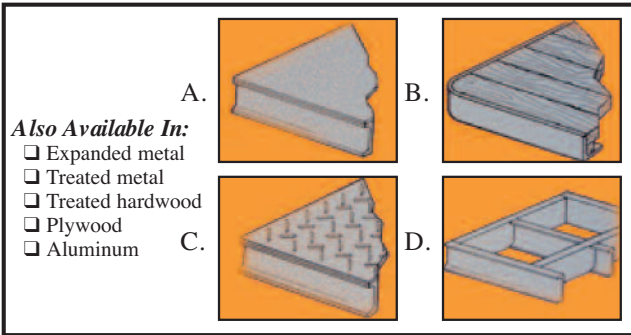 A.
B.
Also Available In:
❑ Expanded metal
❑ Treated metal
❑ Treated hardwood
❑ Plywood
❑ Aluminum
C.
D.